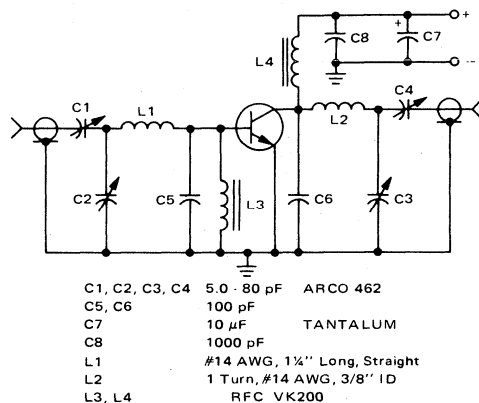 +
C8
+
C7
L4
--
C4
C1
L1
L2
C2
C5
L3
C6
C3
C1, C2, C3, C4 5.0 - 80 pF ARCO 462
C5, C6 100 pF
C7 10 μF TANTALUM
C8 1000 pF
L1 #14 AWG, 1¼" Long, Straight
L2 1 Turn, #14 AWG, 3/8" ID
L3, L4 RFC VK200